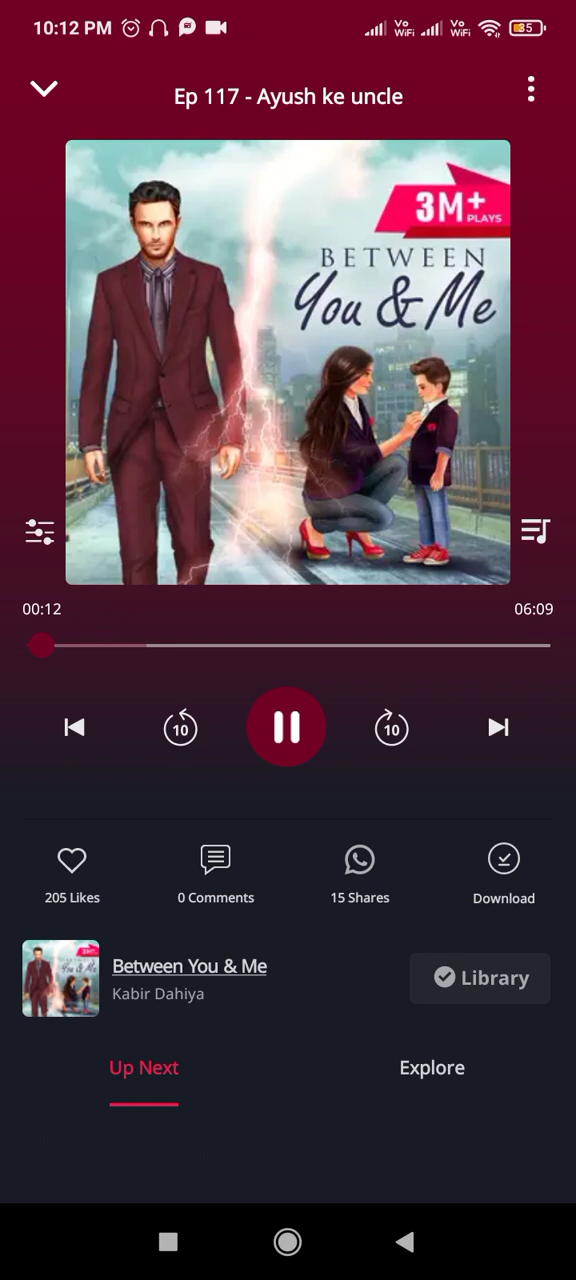 10:12 PM
Vo WiFi
Vo WiFi
35
Ep 117 - Ayush ke uncle
3M+
PLAYS
BETWEEN
You & Me
00:12
06:09
10
10
205 Likes
0 Comments
15 Shares
Download
Between You & Me
Kabir Dahiya
Library
Up Next
Explore